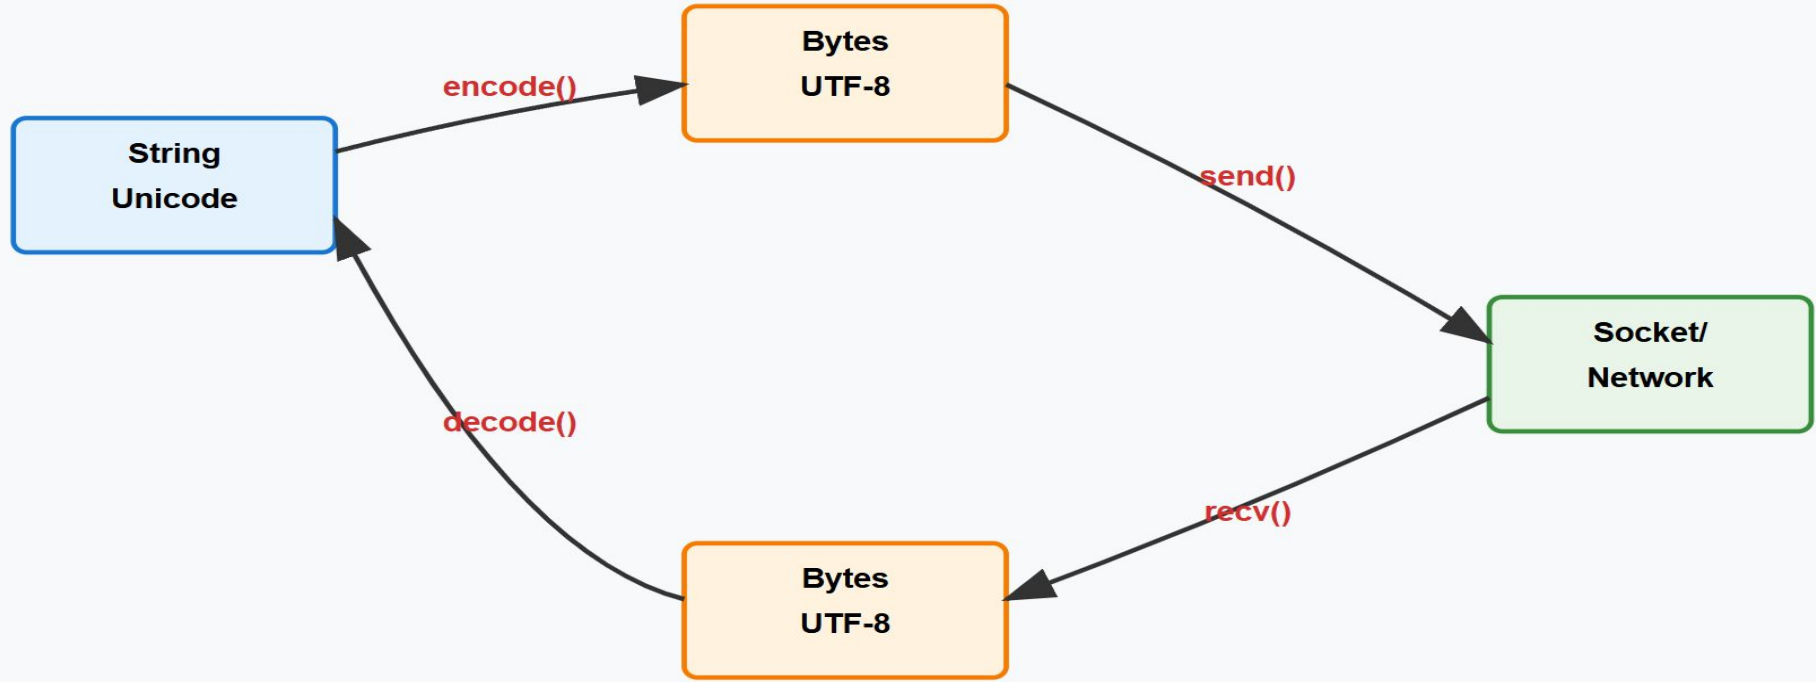 Bytes
UTF-8
encode()
String
Unicode
send()
Socket/
Network
decode()
recv()
Bytes
UTF-8